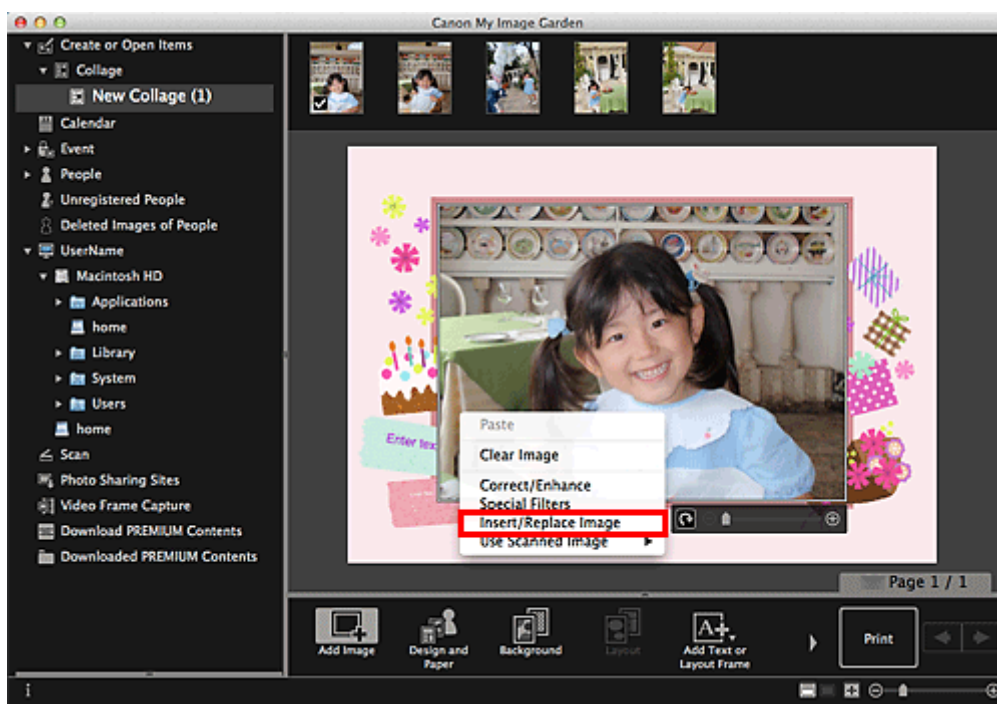 Canon My Image Garden
Create or Open Items
Collage
New Collage (1)
Calendar
Event
People
Unregistered People
Deleted Images of People
UserName
Macintosh HD
Applications
home
Library
System
Users
home
Scan
Photo Sharing Sites
Video Frame Capture
Download PREMIUM Contents
Downloaded PREMIUM Contents
Enter tex
Paste
Clear Image
Correct/Enhance
Special Filters
Insert/Replace Image
Use Scanned Image
Page 1 / 1
Add Image
Design and
Paper
Background
Layout
Add Text or
Layout Frame
Print